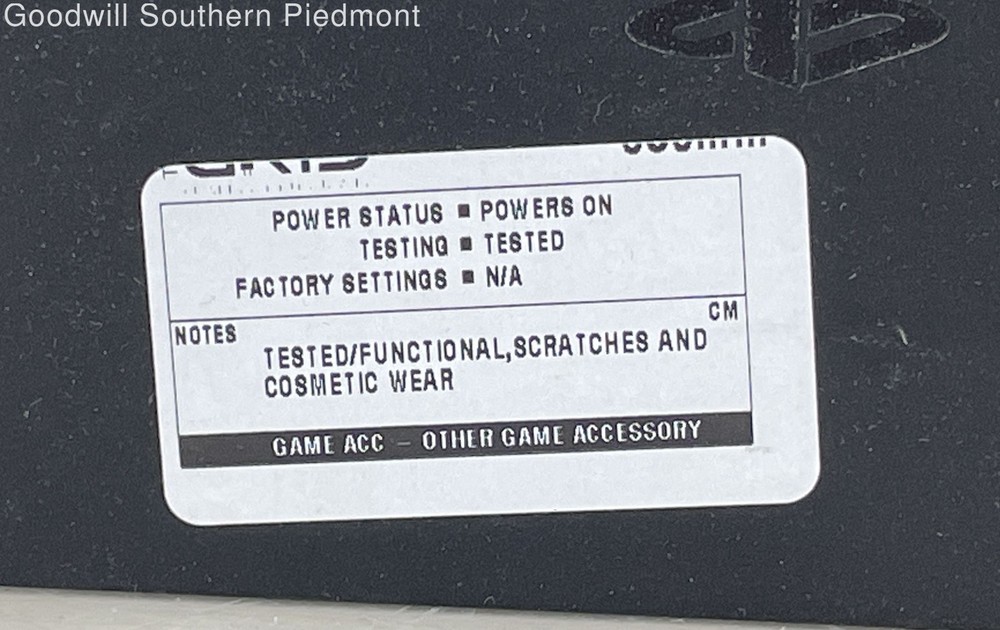 Goodwill Southern Piedmont
POWER STATUS ▪ POWERS ON
TESTING ▪ TESTED
FACTORY SETTINGS ▪ N/A
CM
NOTES
TESTED/FUNCTIONAL,SCRATCHES AND
COSMETIC WEAR
GAME ACC – OTHER GAME ACCESSORY